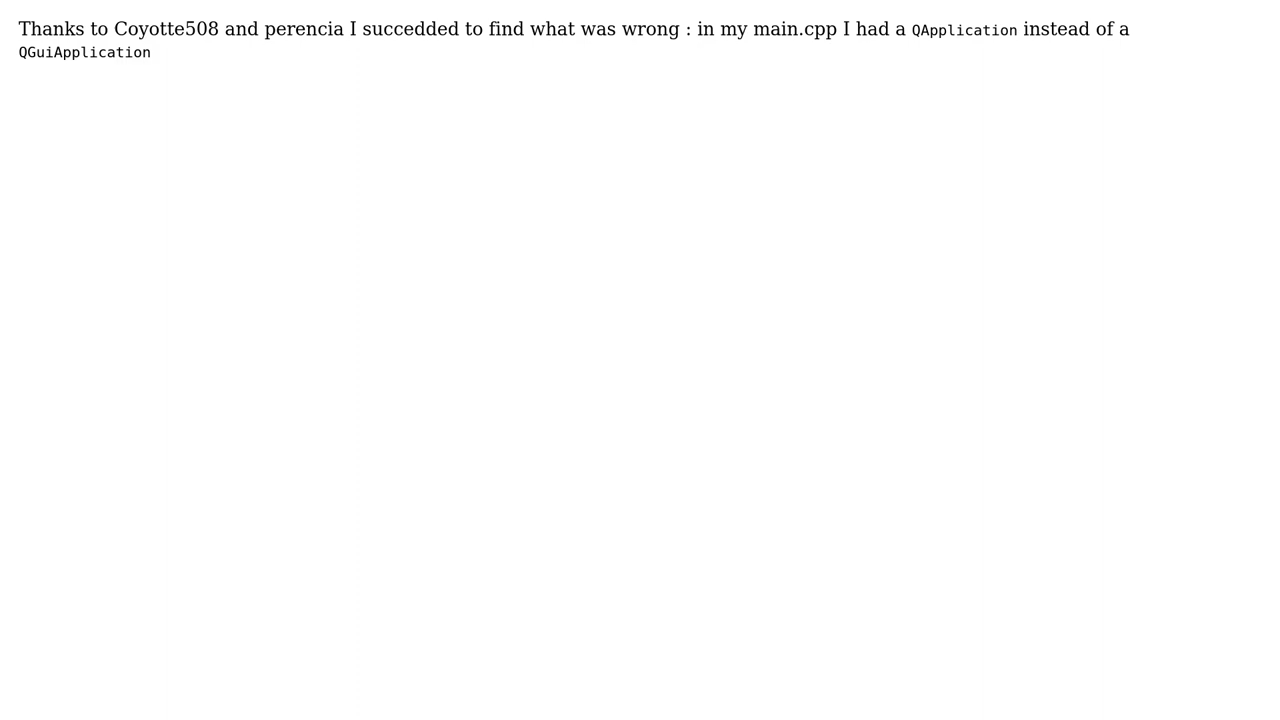 Thanks to Coyotte508 and perencia I succedded to find what was wrong : in my main.cpp I had a QApplication instead of a
QGuiApplication